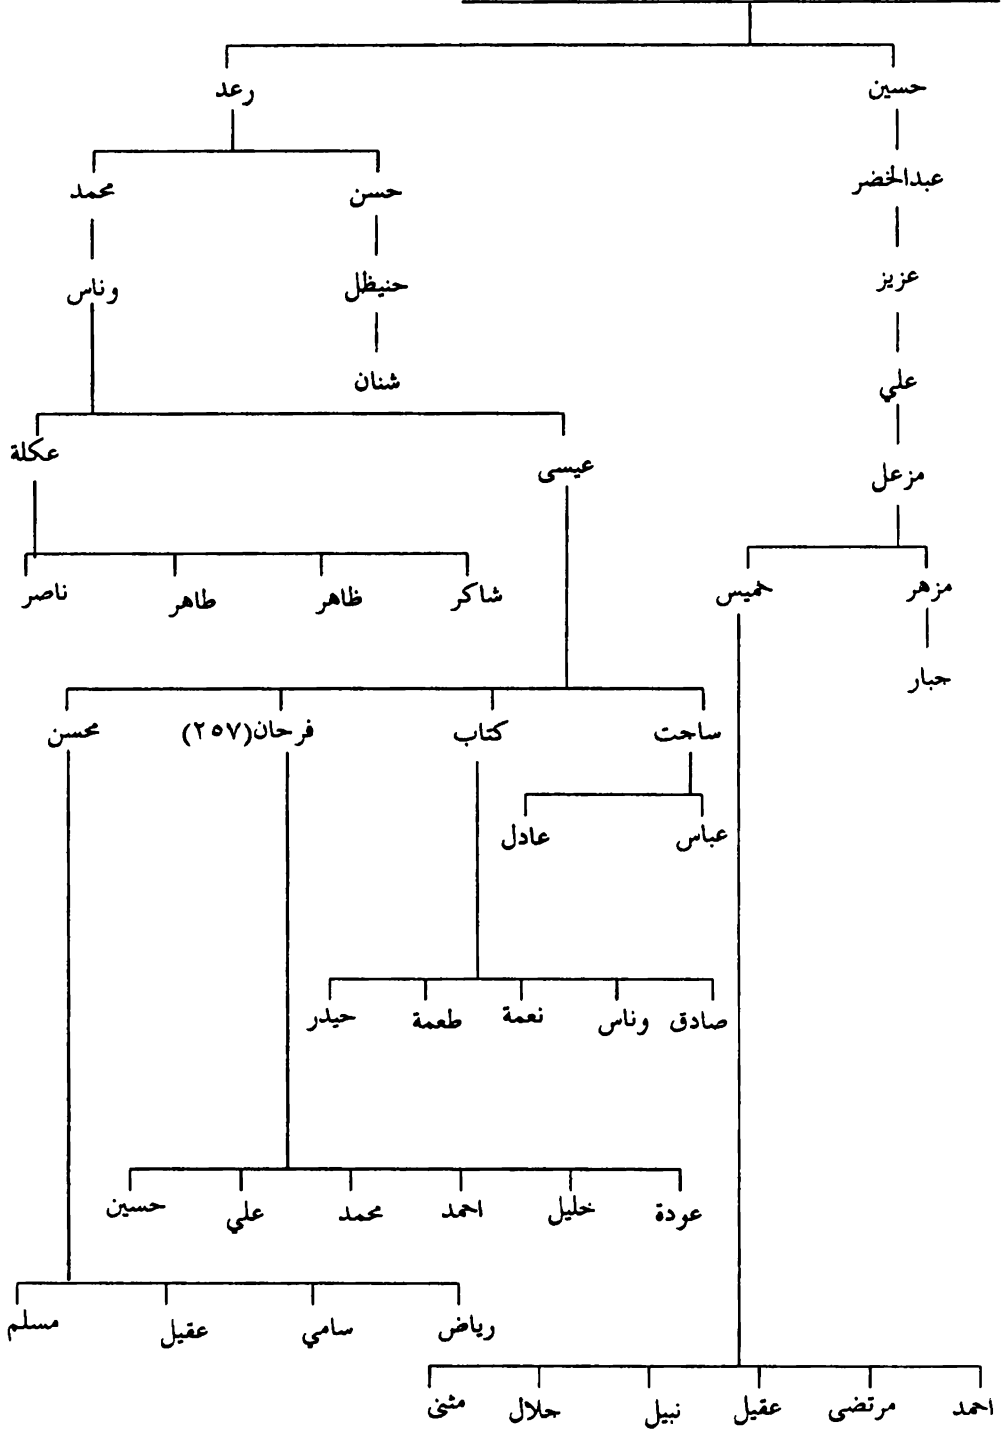 حسين رعد
عبدالخضر حسن محمد
عزيز حنيظل وناس
علي شنان
مزعل عيسى عكلة
مزهر خميس شاكر ظاهر طاهر ناصر
جبار
ساجت كتاب فرحان(٢٥٧) محسن
عباس عادل
صادق وناس نعمة طعمة حيدر
عودة خليل احمد محمد علي حسين
رياض سامي عقيل مسلم
احمد مرتضى عقيل نبيل جلال مثنى